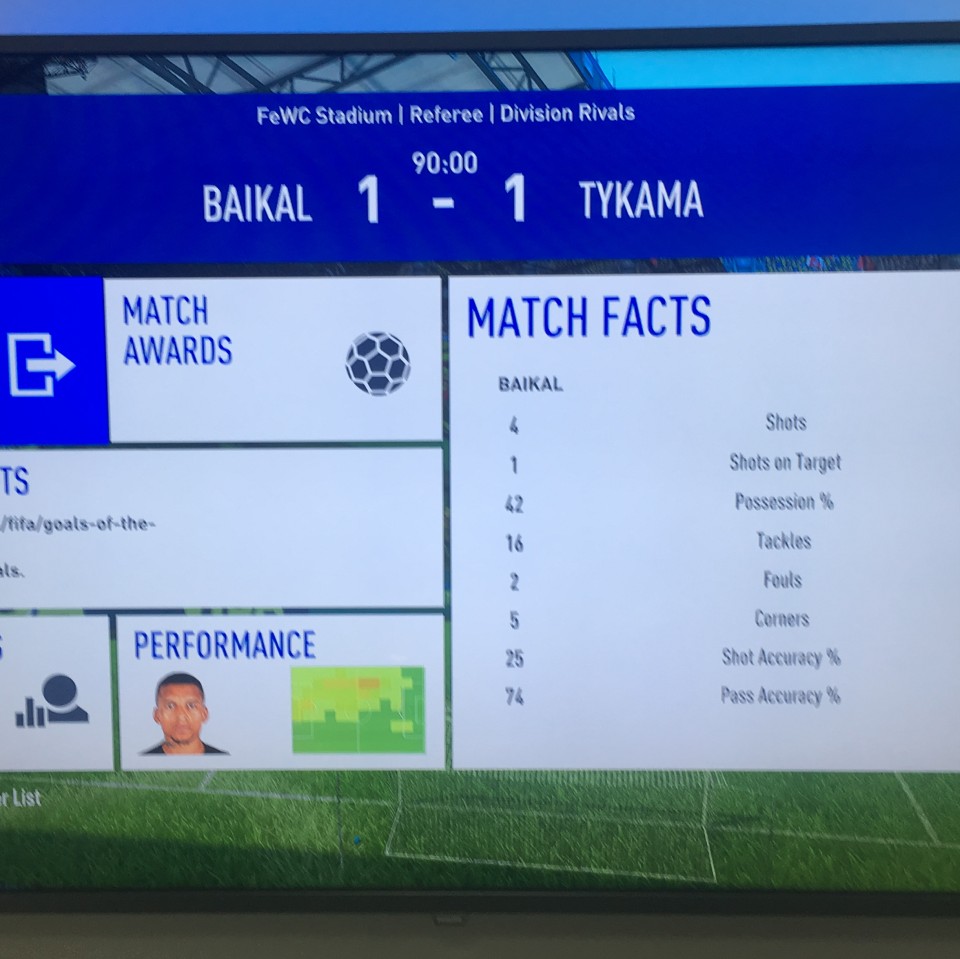 FeWC Stadium | Referee | Division Rivals
90:00
BAIKAL 1 - 1 TYKAMA
MATCH
AWARDS
TS
/fifa/goals-of-the-
als.
PERFORMANCE
r List
MATCH FACTS
BAIKAL
4 Shots
1 Shots on Target
42 Possession %
16 Tackles
2 Fouls
5 Corners
25 Shot Accuracy %
74 Pass Accuracy %